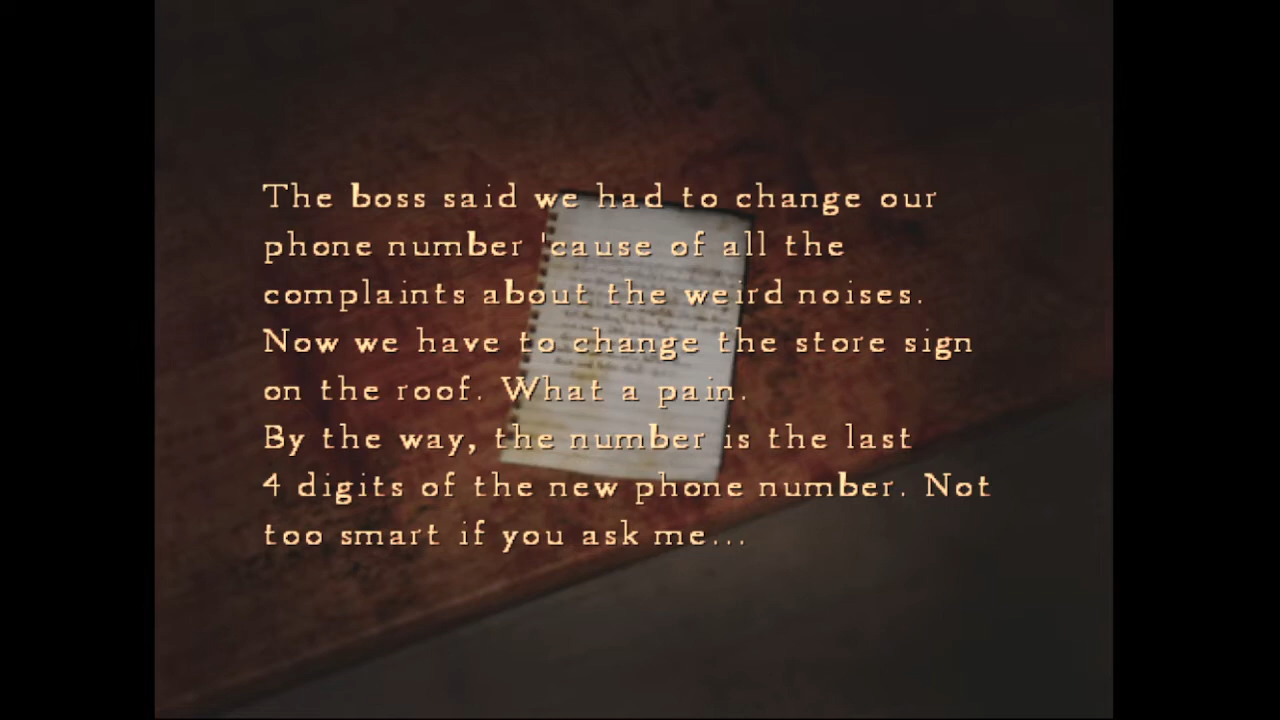 The boss said we had to change our
phone number 'cause of all the
complaints about the weird noises.
Now we have to change the store sign
on the roof. What a pain.
By the way, the number is the last
4 digits of the new phone number. Not
too smart if you ask me...